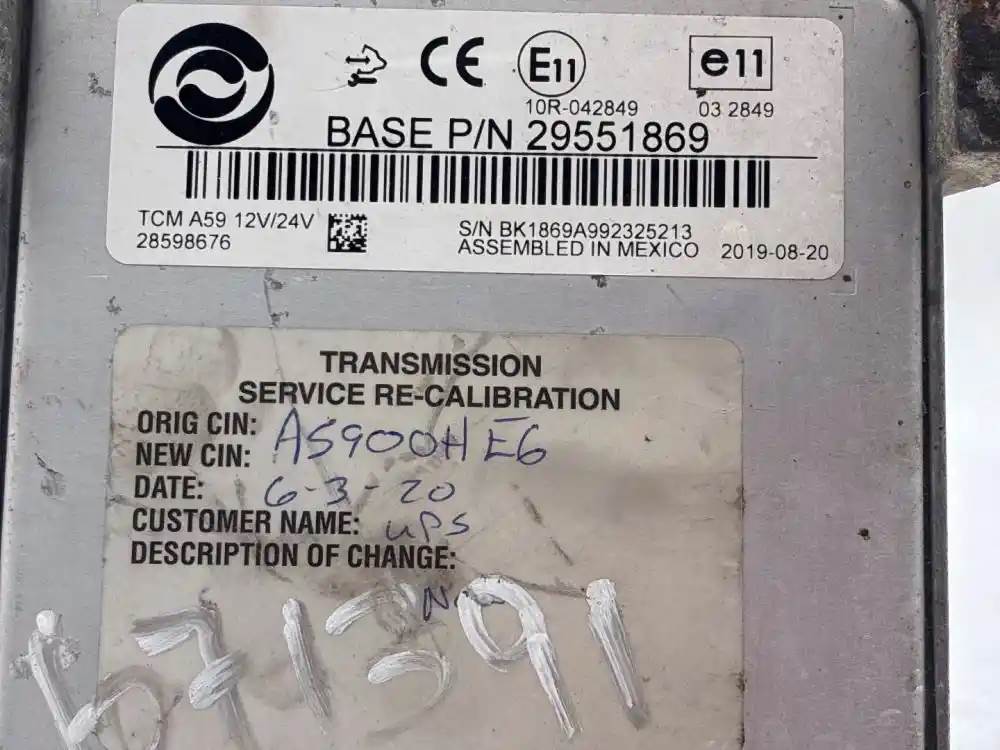 CE E11 e11
10R-042849 03 2849
BASE P/N 29551869
TCM A59 12V/24V
28598676
S/N BK1869A992325213
ASSEMBLED IN MEXICO 2019-08-20
TRANSMISSION
SERVICE RE-CALIBRATION
ORIG CIN:
NEW CIN: A5900HE6
DATE: 6-3-20
CUSTOMER NAME: UPS
DESCRIPTION OF CHANGE:
671391